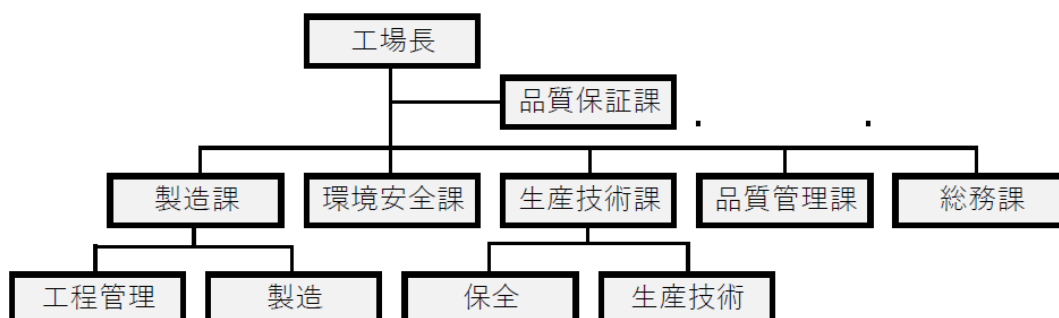 工場長
品質保証課
製造課 環境安全課 生産技術課 品質管理課 総務課
工程管理 製造 保全 生産技術